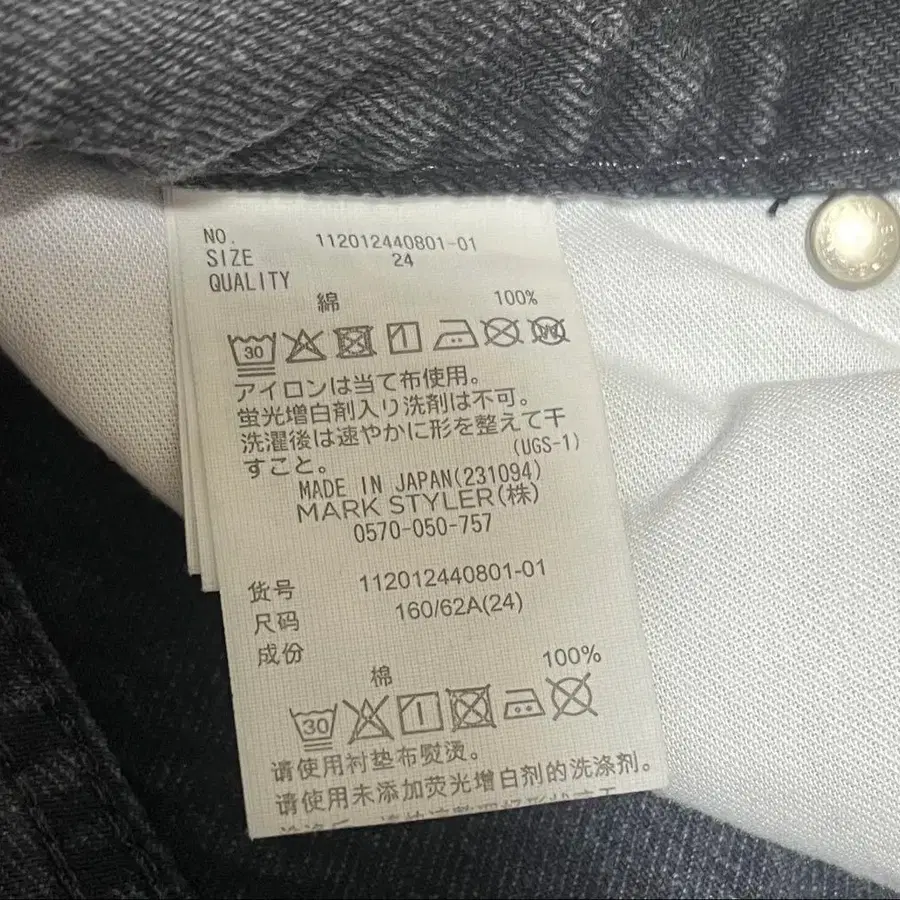 NO. 112012440801-01
SIZE 24
QUALITY
綿 100%
30
アイロンは当て布使用。
蛍光増白剤入り洗剤は不可。
洗濯後は速やかに形を整えて干
すこと。 (UGS-1)
MADE IN JAPAN(231094)
MARK STYLER(株)
0570-050-757
货号 112012440801-01
尺码 160/62A(24)
成份
棉 100%
30
请使用衬垫布熨烫。
请使用未添加荧光增白剂的洗涤剂。